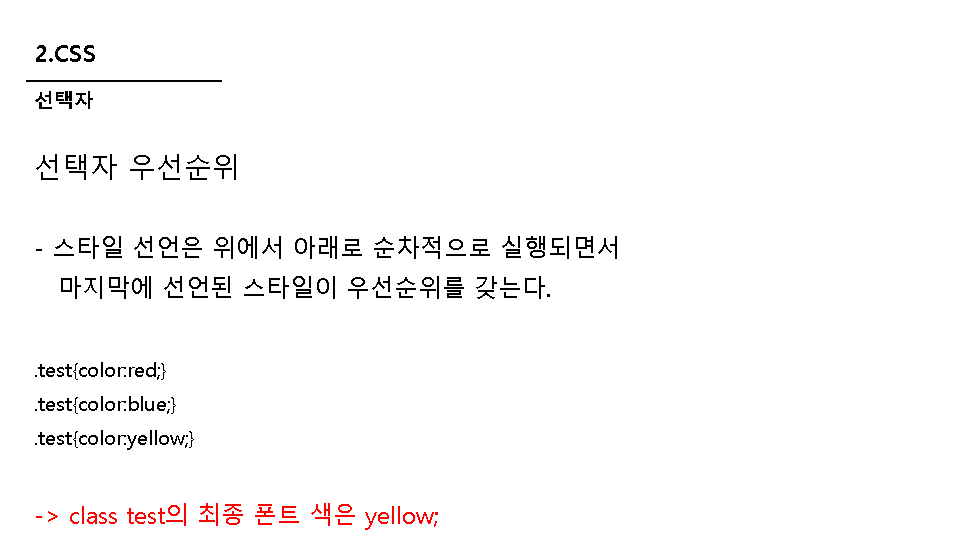 2.CSS
선택자
선택자 우선순위
- 스타일 선언은 위에서 아래로 순차적으로 실행되면서
마지막에 선언된 스타일이 우선순위를 갖는다.
.test{color:red;}
.test{color:blue;}
.test{color:yellow;}
-> class test의 최종 폰트 색은 yellow;